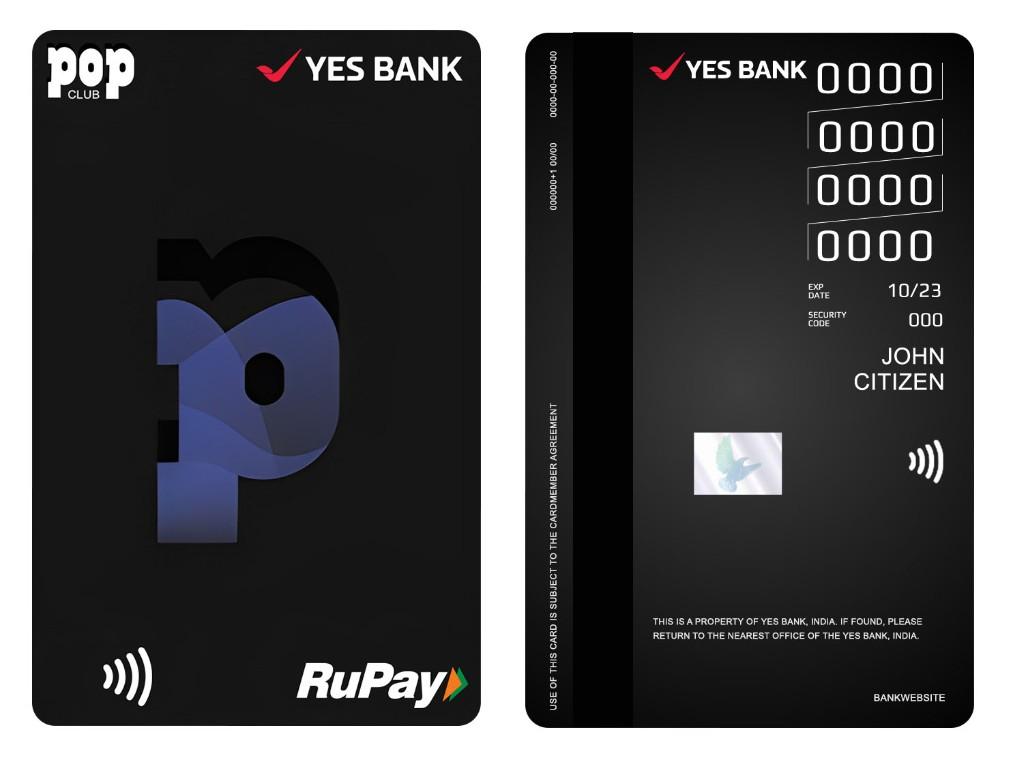 pop
CLUB
YES BANK
RuPay
0000-00-000-00
000000+1 00/00
USE OF THIS CARD IS SUBJECT TO THE CARDMEMBER AGREEMENT
YES BANK
0000
0000
0000
0000
EXP
DATE
10/23
SECURITY
CODE
000
JOHN
CITIZEN
THIS IS A PROPERTY OF YES BANK, INDIA. IF FOUND, PLEASE
RETURN TO THE NEAREST OFFICE OF THE YES BANK, INDIA.
BANKWEBSITE